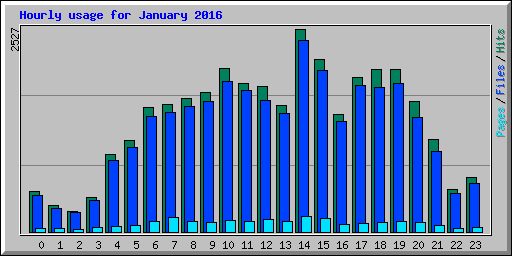 Hourly usage for January 2016
2527
Pages/Files/Hits
0 1 2 3 4 5 6 7 8 9 10 11 12 13 14 15 16 17 18 19 20 21 22 23